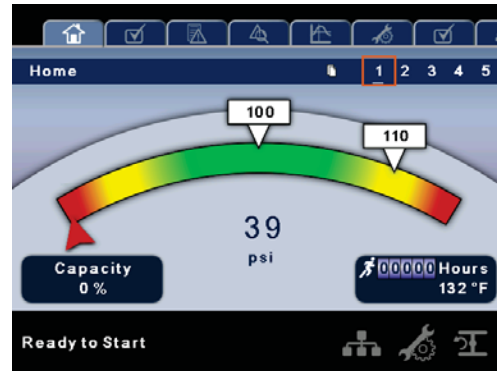 Home 1 2 3 4 5
100
110
39
psi
Capacity
0 %
00000 Hours
132 °F
Ready to Start